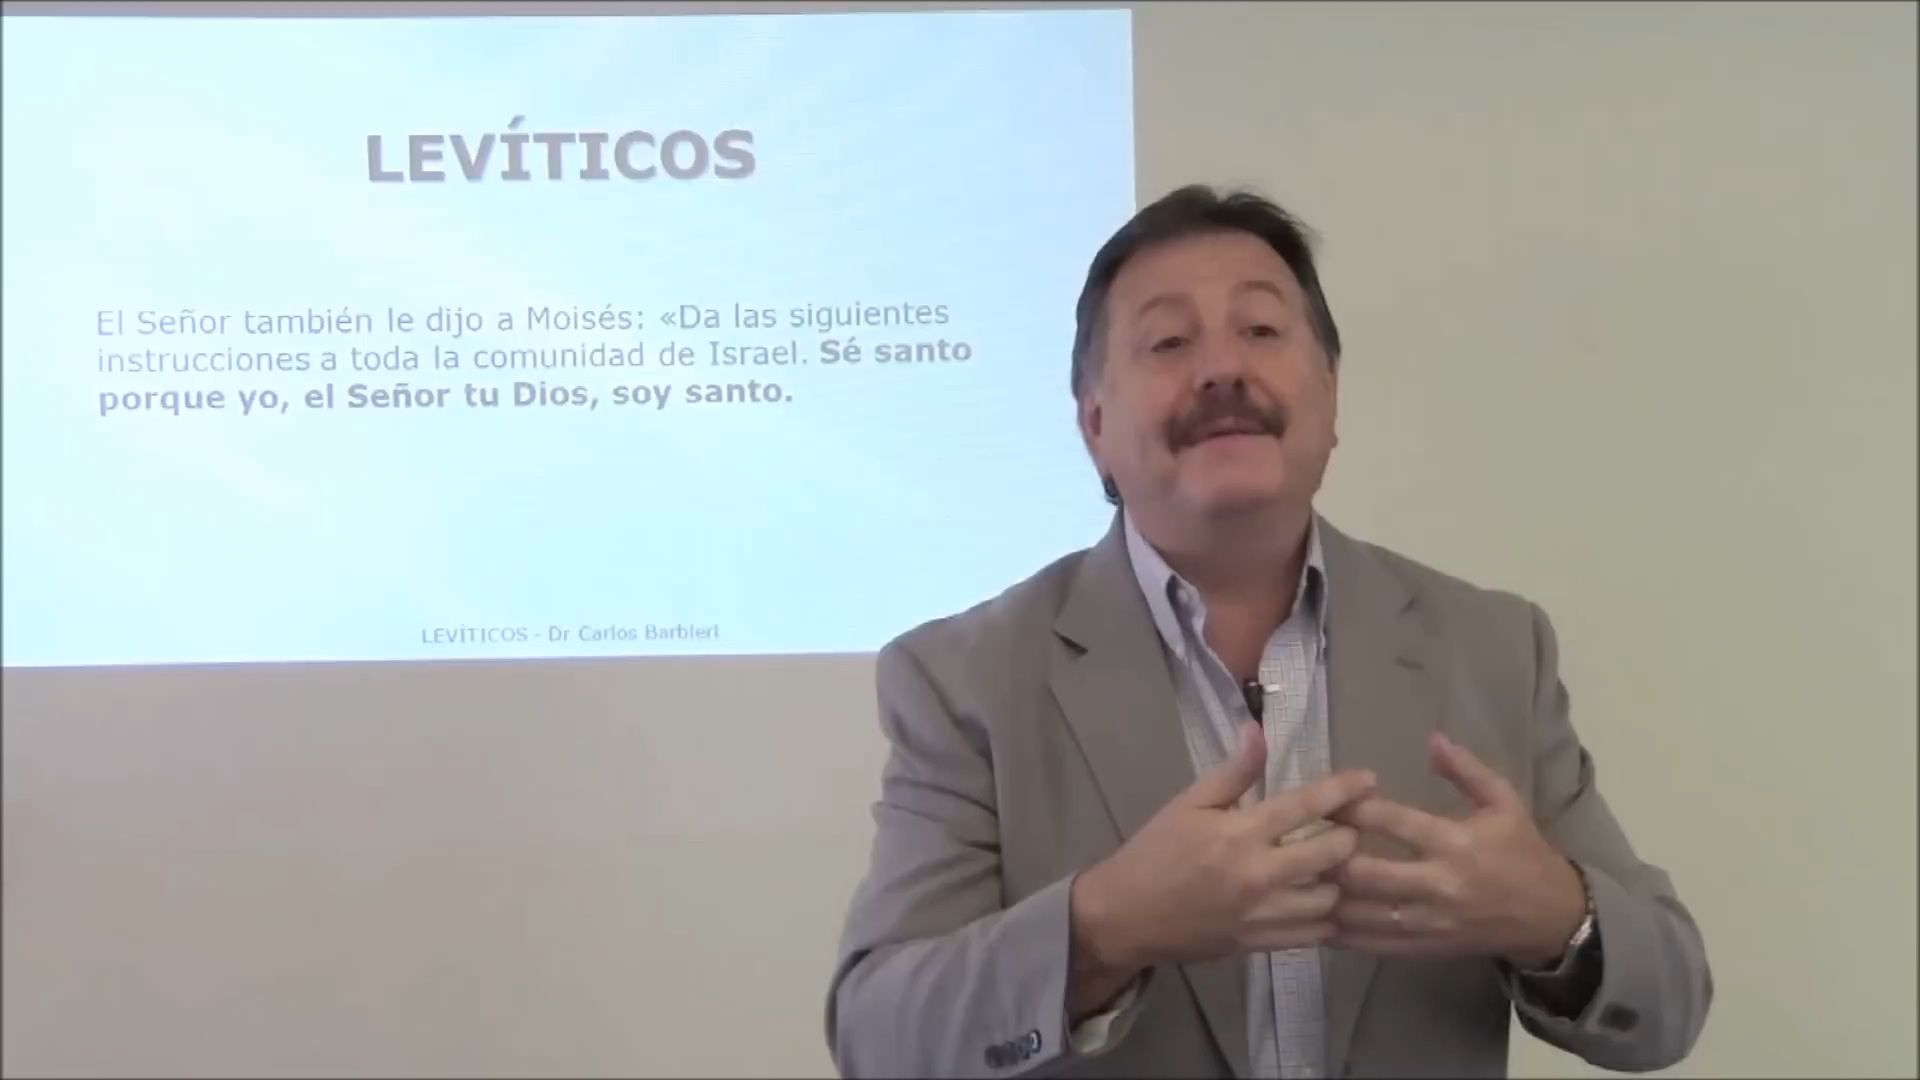 LEVÍTICOS
El Señor también le dijo a Moisés: «Da las siguientes
instrucciones a toda la comunidad de Israel. Sé santo
porque yo, el Señor tu Dios, soy santo.
LEVÍTICOS - Dr Carlos Barbieri